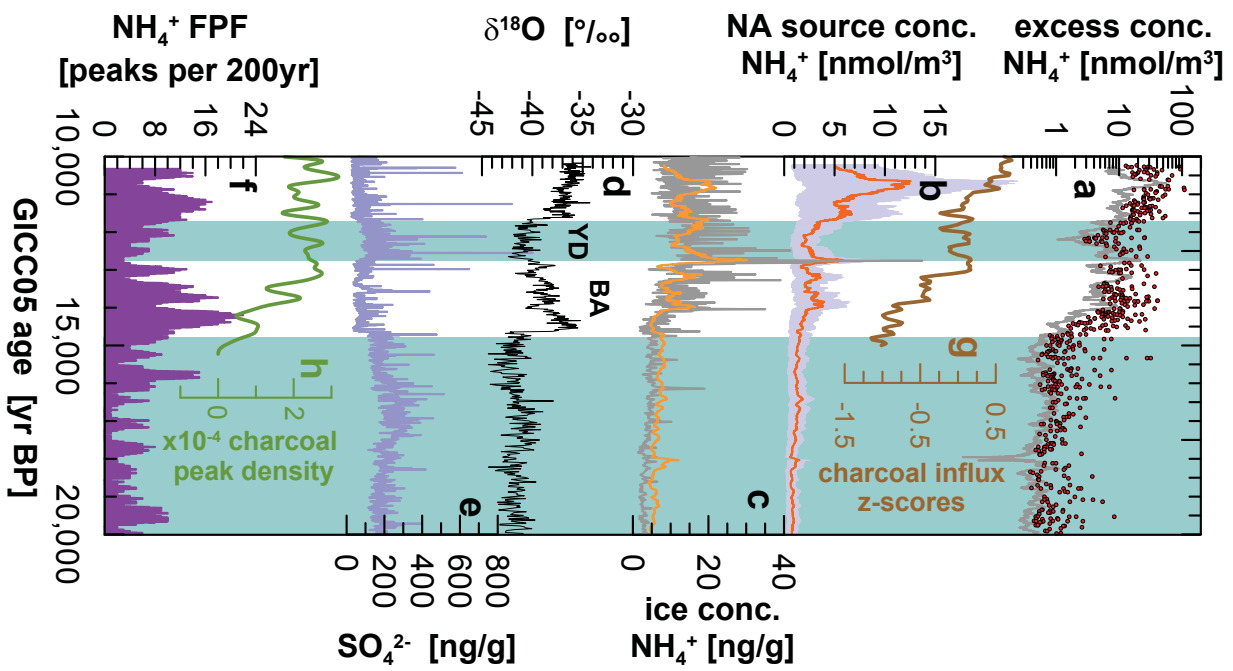 NH₄⁺ FPF
[peaks per 200yr]
δ¹⁸O [°/₀₀]
NA source conc.
NH₄⁺ [nmol/m³]
excess conc.
NH₄⁺ [nmol/m³]
0
8
16
24
-45
-40
-35
-30
0
5
10
15
1
10
100
10,000
15,000
20,000
GICC05 age [yr BP]
a
b
c
d
e
f
g
h
YD
BA
0
2
x10⁻⁴ charcoal
peak density
-1.5
-0.5
0.5
charcoal influx
z-scores
0
200
400
600
800
SO₄²⁻ [ng/g]
0
20
40
ice conc.
NH₄⁺ [ng/g]